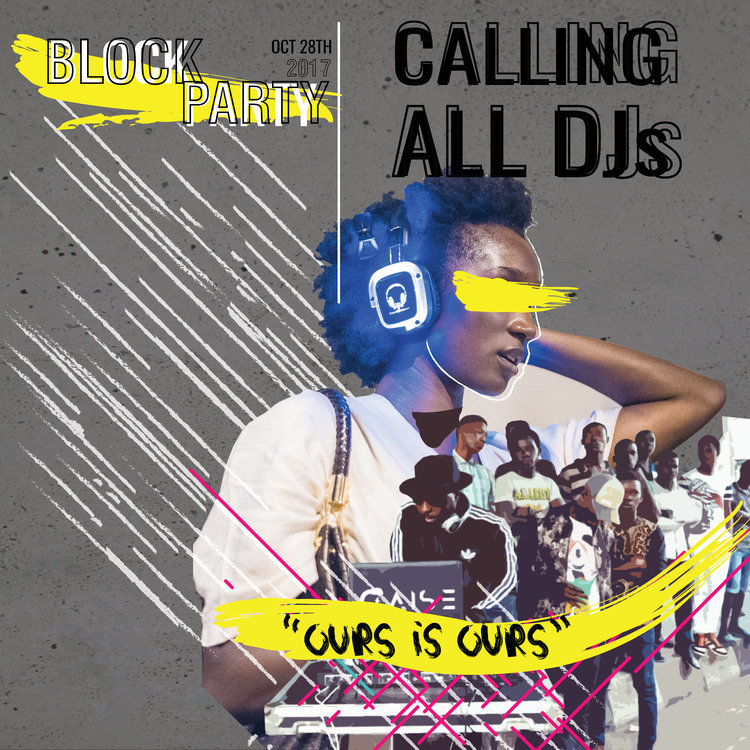 BLOCK
PARTY
OCT 28TH
2017
CALLING
ALL DJs
"OURS iS OURS"